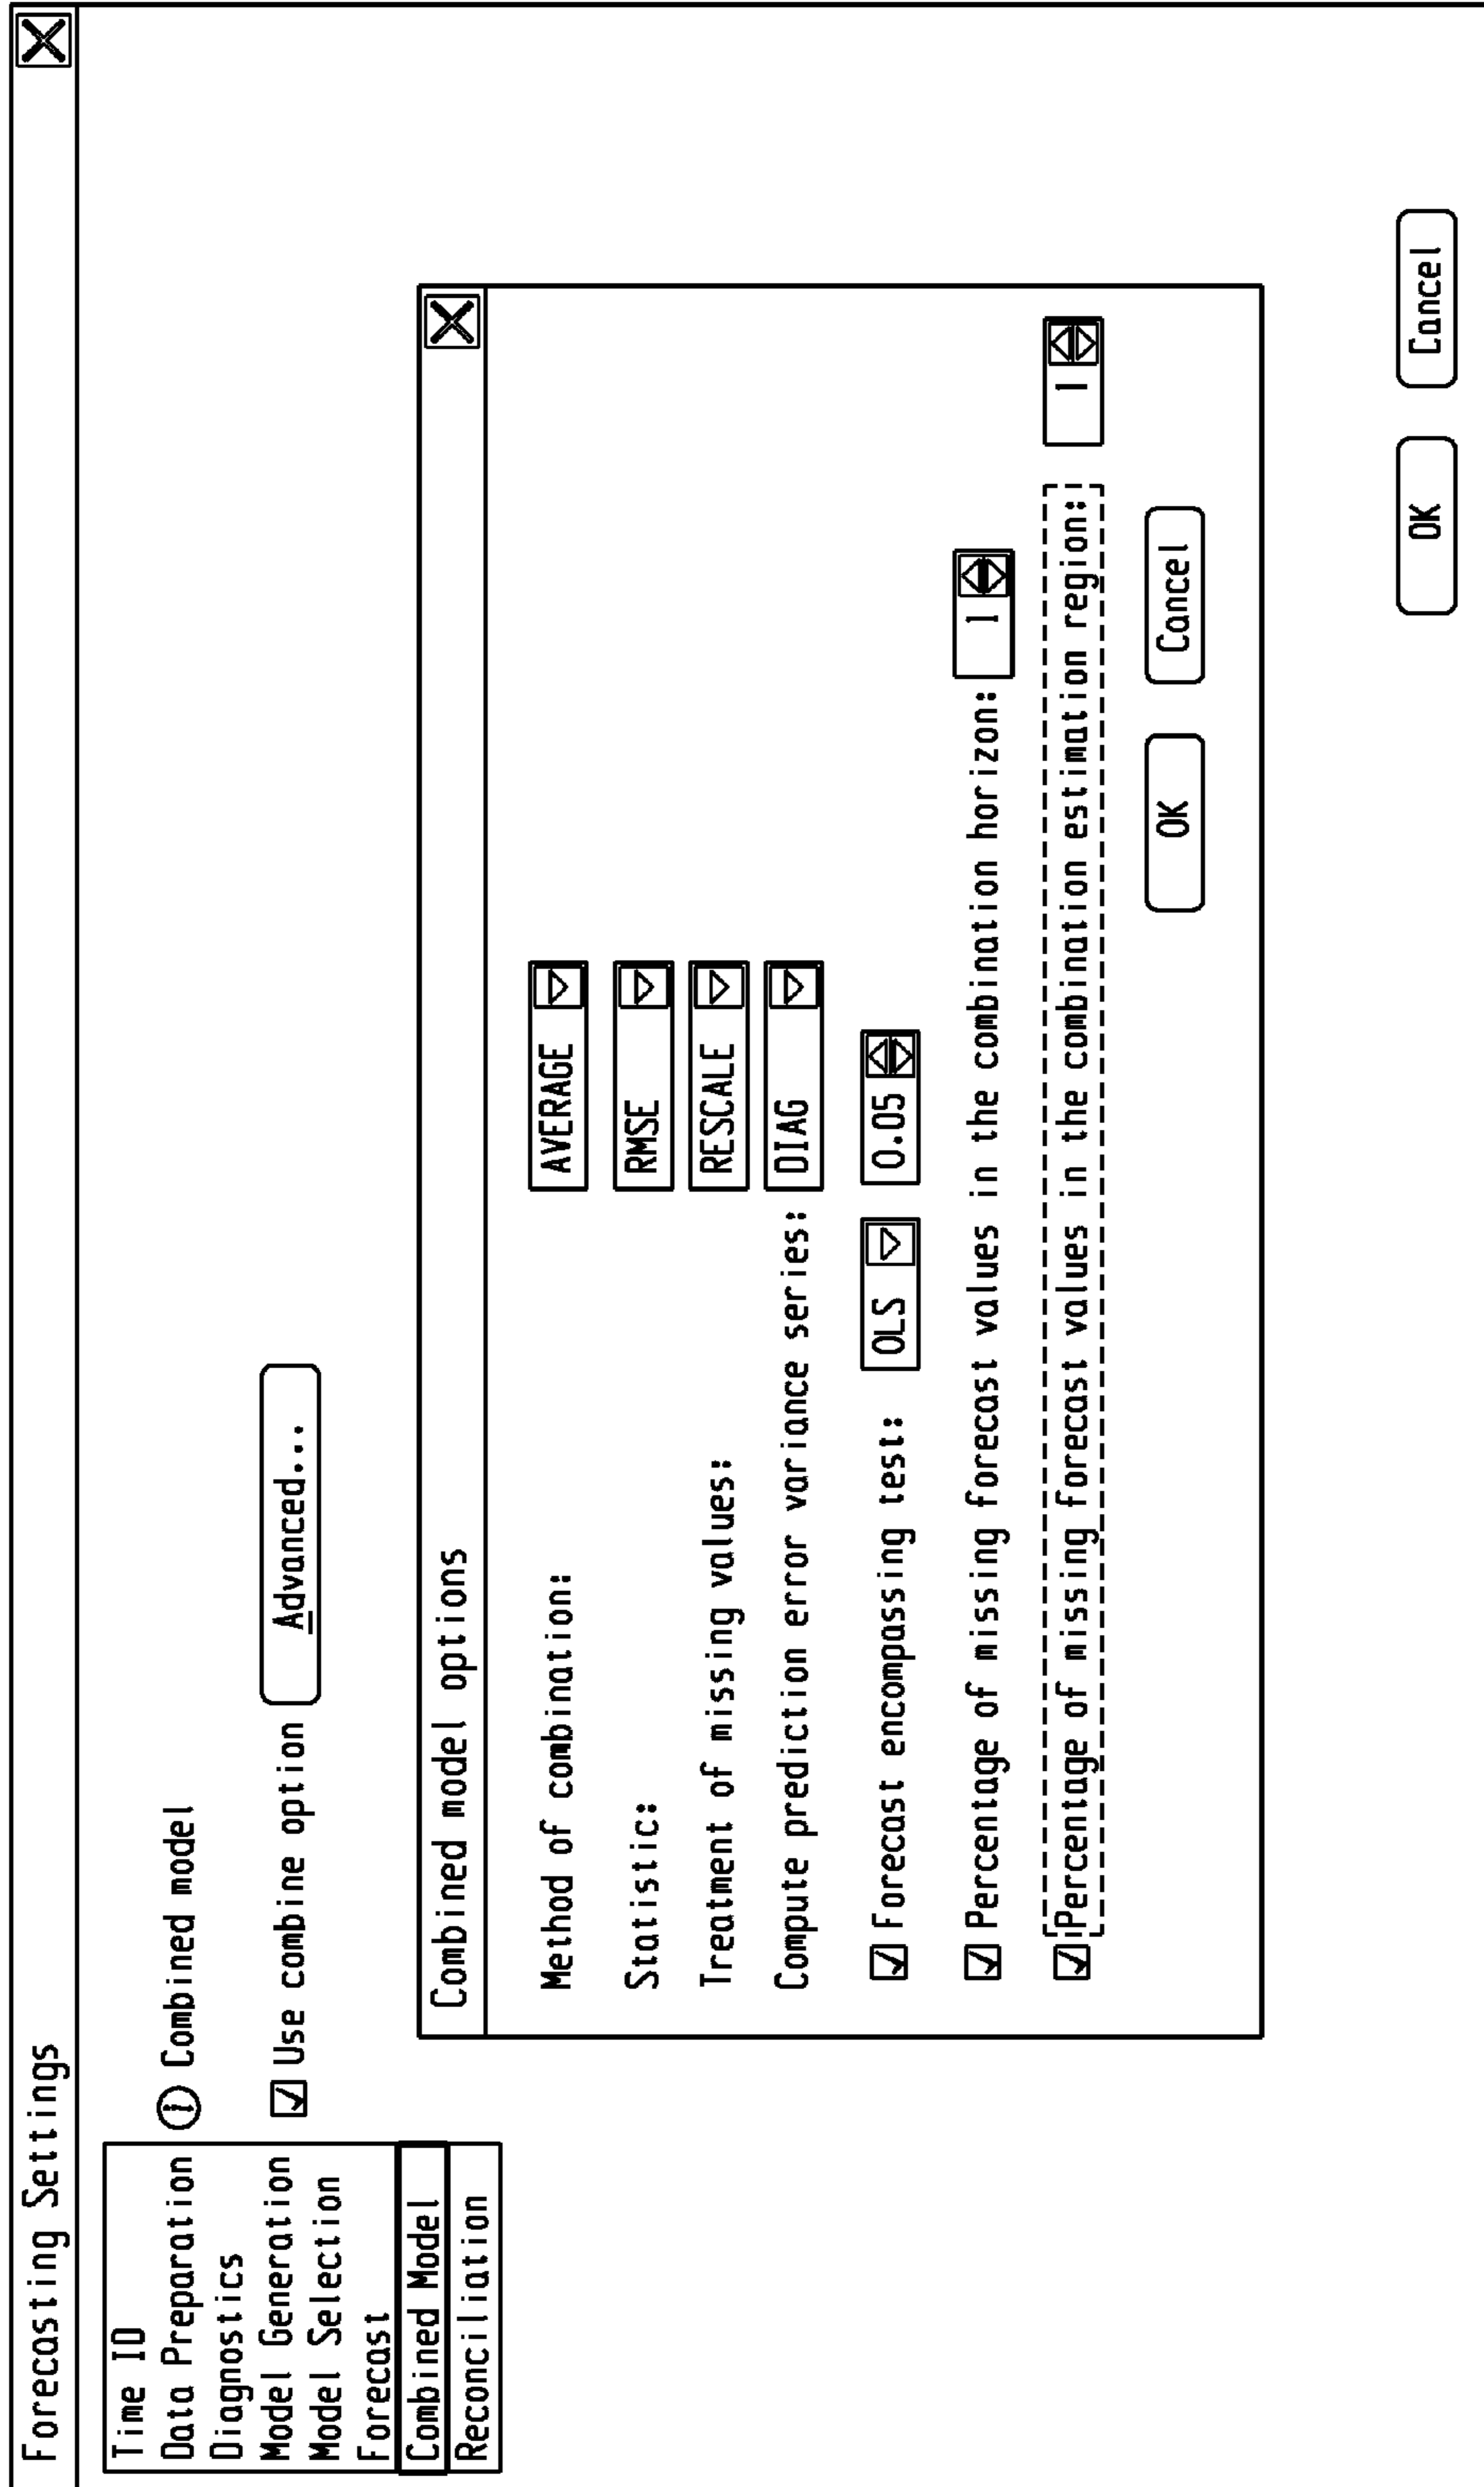 Forecasting Settings
Time ID
Data Preparation
Diagnostics
Model Generation
Model Selection
Forecast
Combined Model
Reconciliation
i Combined model
Use combine option Advanced...
Combined model options
Method of combination: AVERAGE
Statistic: RMSE
Treatment of missing values: RESCALE
Compute prediction error variance series: DIAG
Forecast encompassing test: OLS 0.05
Percentage of missing forecast values in the combination horizon: 1
Percentage of missing forecast values in the combination estimation region: 1
OK Cancel
OK Cancel